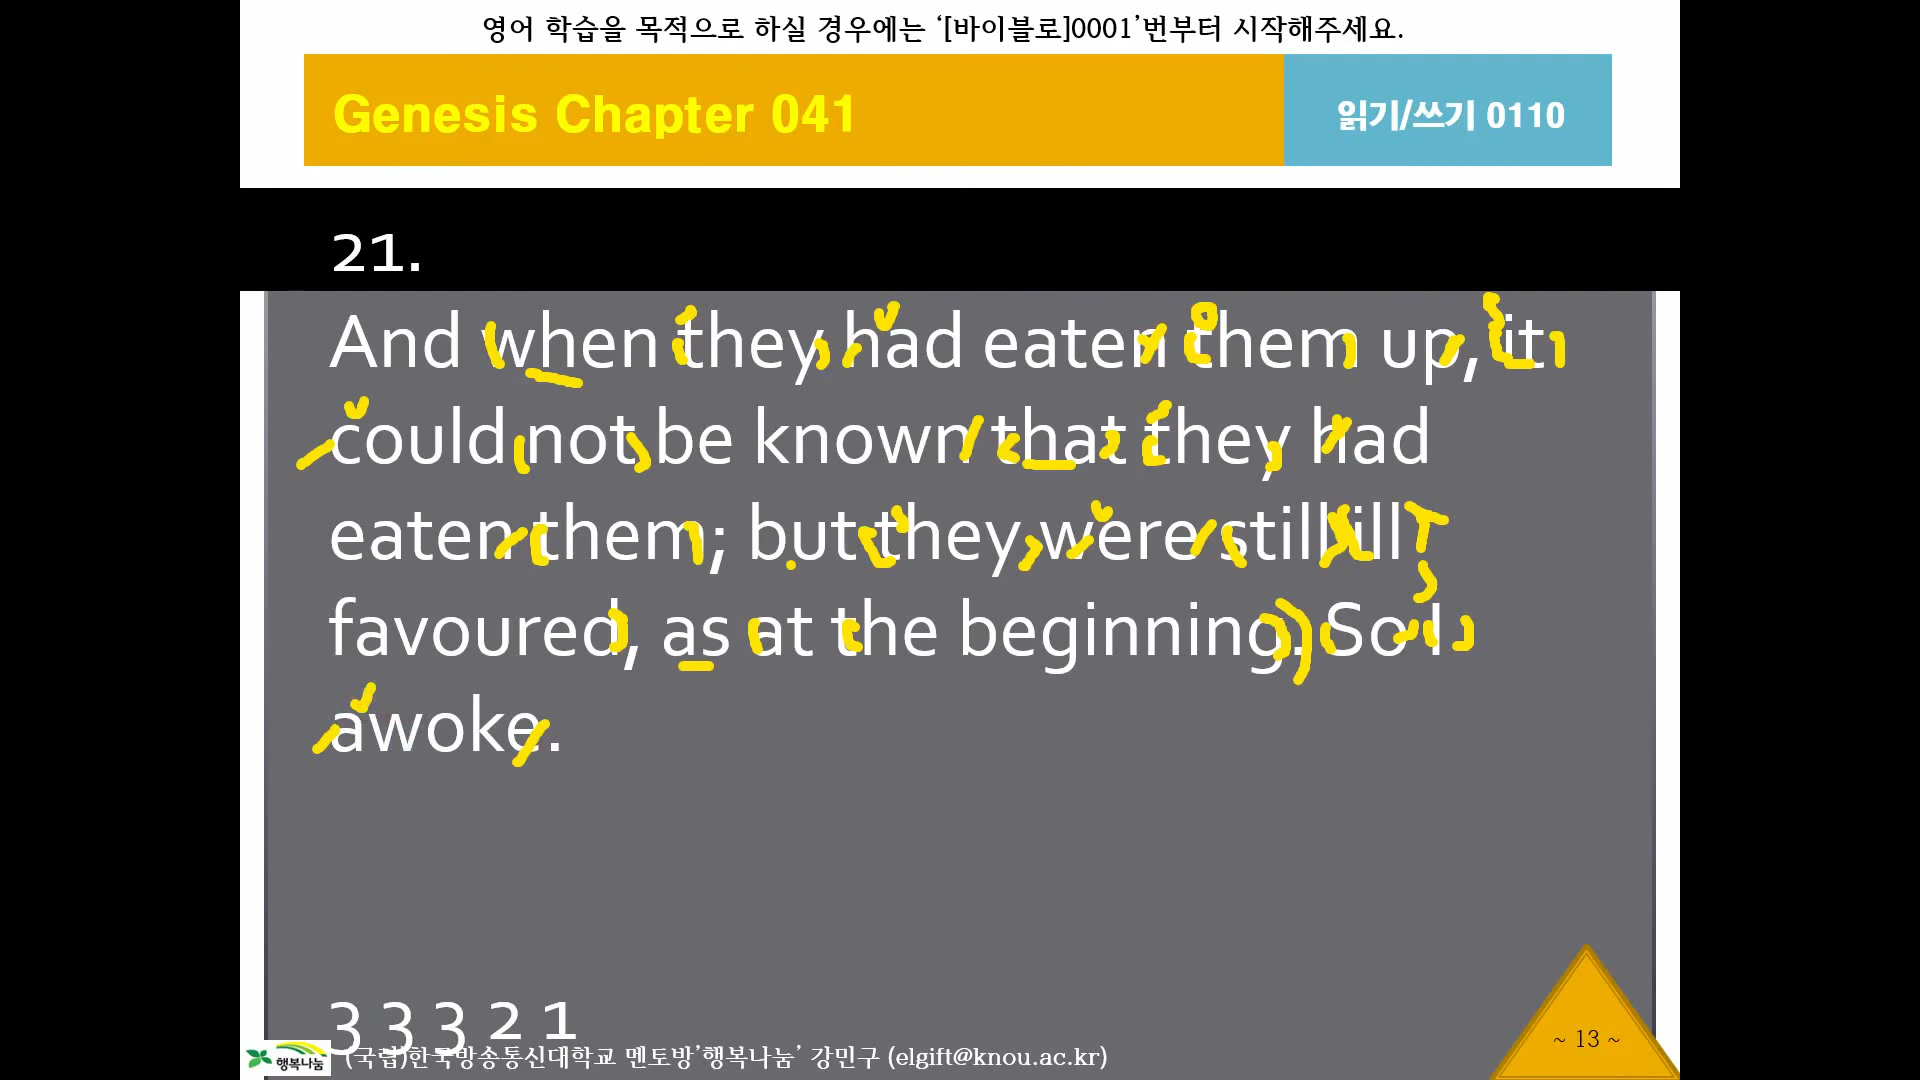 영어 학습을 목적으로 하실 경우에는 ‘[바이블로]0001’번부터 시작해주세요.
Genesis Chapter 041
읽기/쓰기 0110
21.
And when they had eaten them up, it
could not be known that they had
eaten them; but they were still ill
favoured, as at the beginning. So I
awoke.
3 3 3 2 1
행복나눔
(국립)한국방송통신대학교 멘토방’행복나눔’ 강민구 (elgift@knou.ac.kr)
~ 13 ~